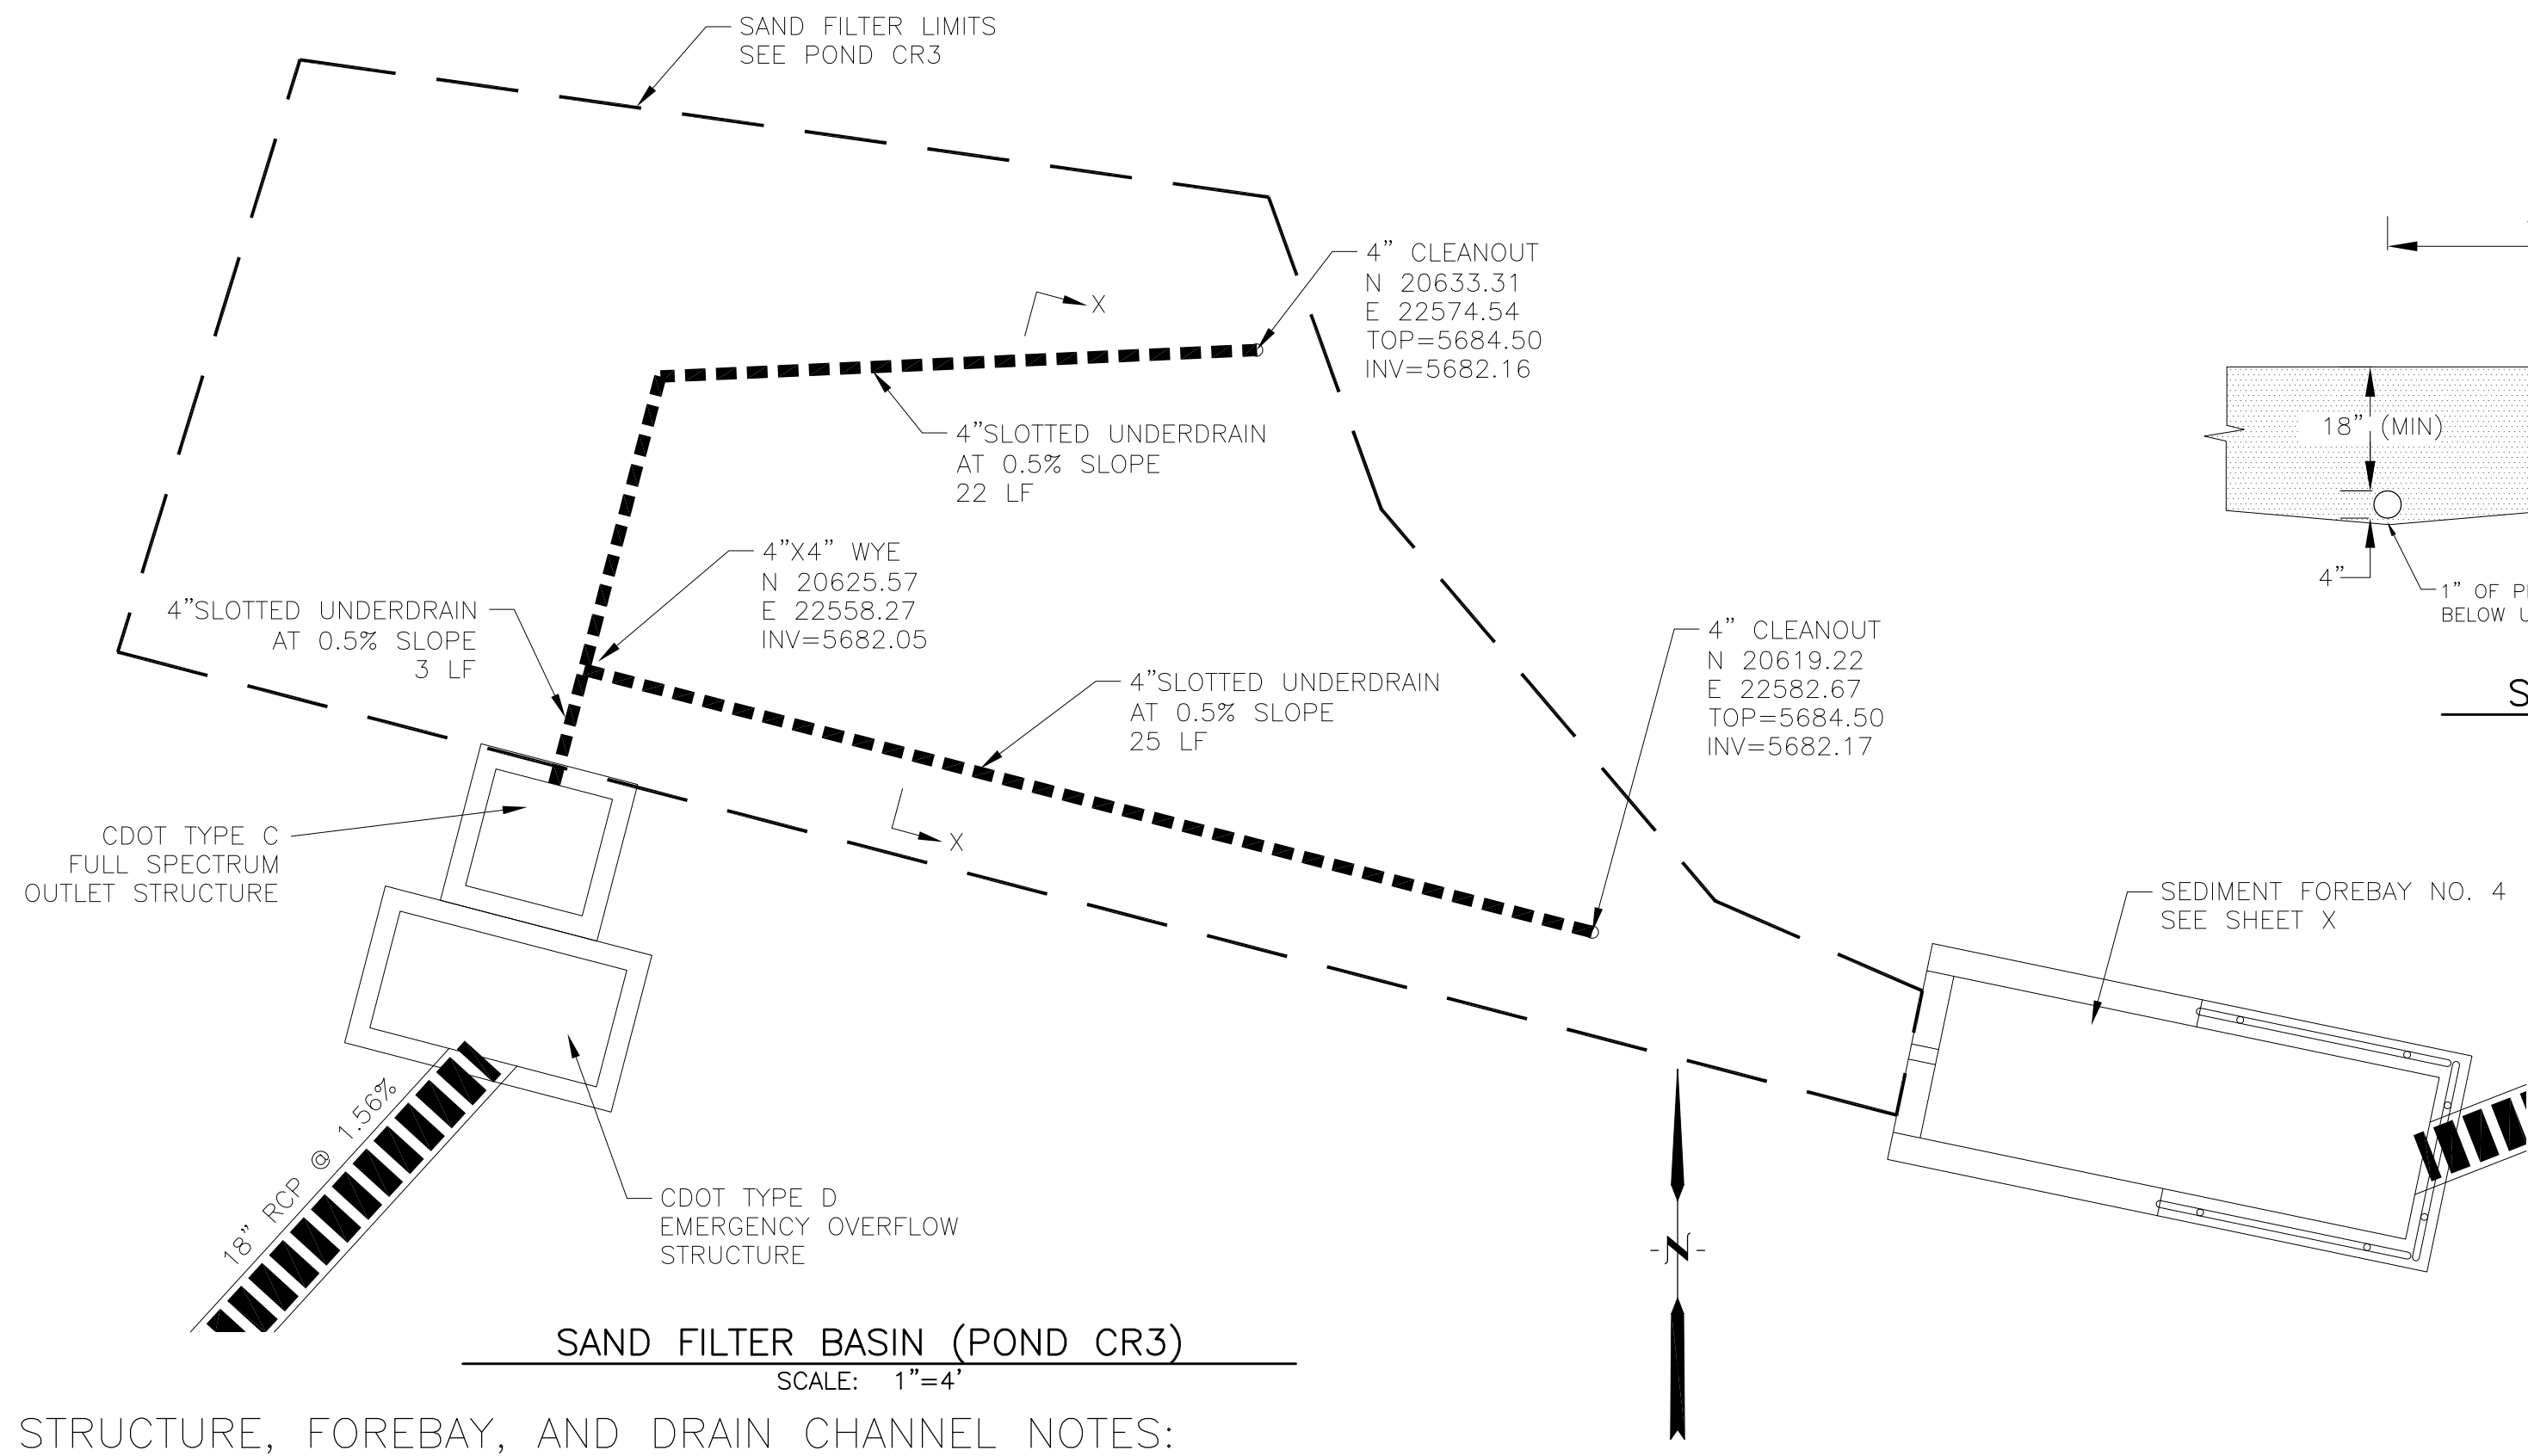 SAND FILTER LIMITS
SEE POND CR3
4” CLEANOUT
N 20633.31
E 22574.54
TOP=5684.50
INV=5682.16
X
4”SLOTTED UNDERDRAIN
AT 0.5% SLOPE
22 LF
18” (MIN)
4”
1” OF
BELOW
4”X4” WYE
N 20625.57
E 22558.27
INV=5682.05
4”SLOTTED UNDERDRAIN
AT 0.5% SLOPE
3 LF
4” CLEANOUT
N 20619.22
E 22582.67
TOP=5684.50
INV=5682.17
4”SLOTTED UNDERDRAIN
AT 0.5% SLOPE
25 LF
X
CDOT TYPE C
FULL SPECTRUM
OUTLET STRUCTURE
SEDIMENT FOREBAY NO. 4
SEE SHEET X
18” RCP @ 1.56%
CDOT TYPE D
EMERGENCY OVERFLOW
STRUCTURE
N
SAND FILTER BASIN (POND CR3)
SCALE: 1”=4’
STRUCTURE, FOREBAY, AND DRAIN CHANNEL NOTES: